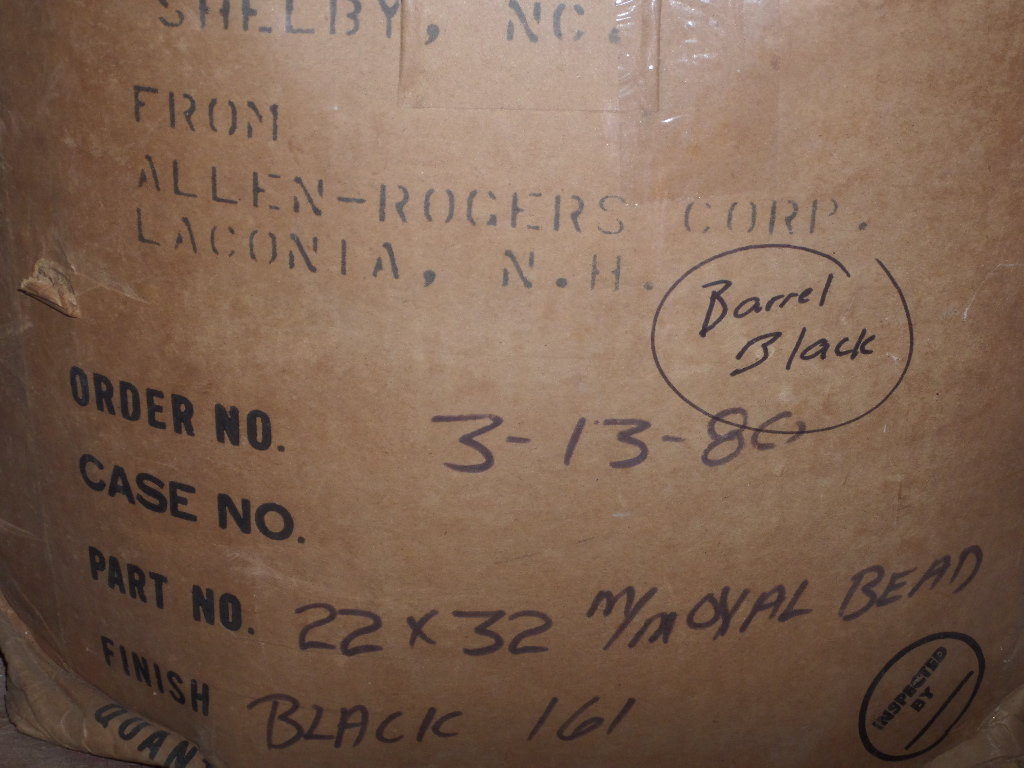 SHELBY, NC.
FROM
ALLEN-ROGERS CORP.
LACONIA, N.H.
Barrel
Black
ORDER NO. 3-13-80
CASE NO.
PART NO. 22 x 32 m/m OVAL BEAD
FINISH BLACK 161
INSPECTED
BY
QUANT